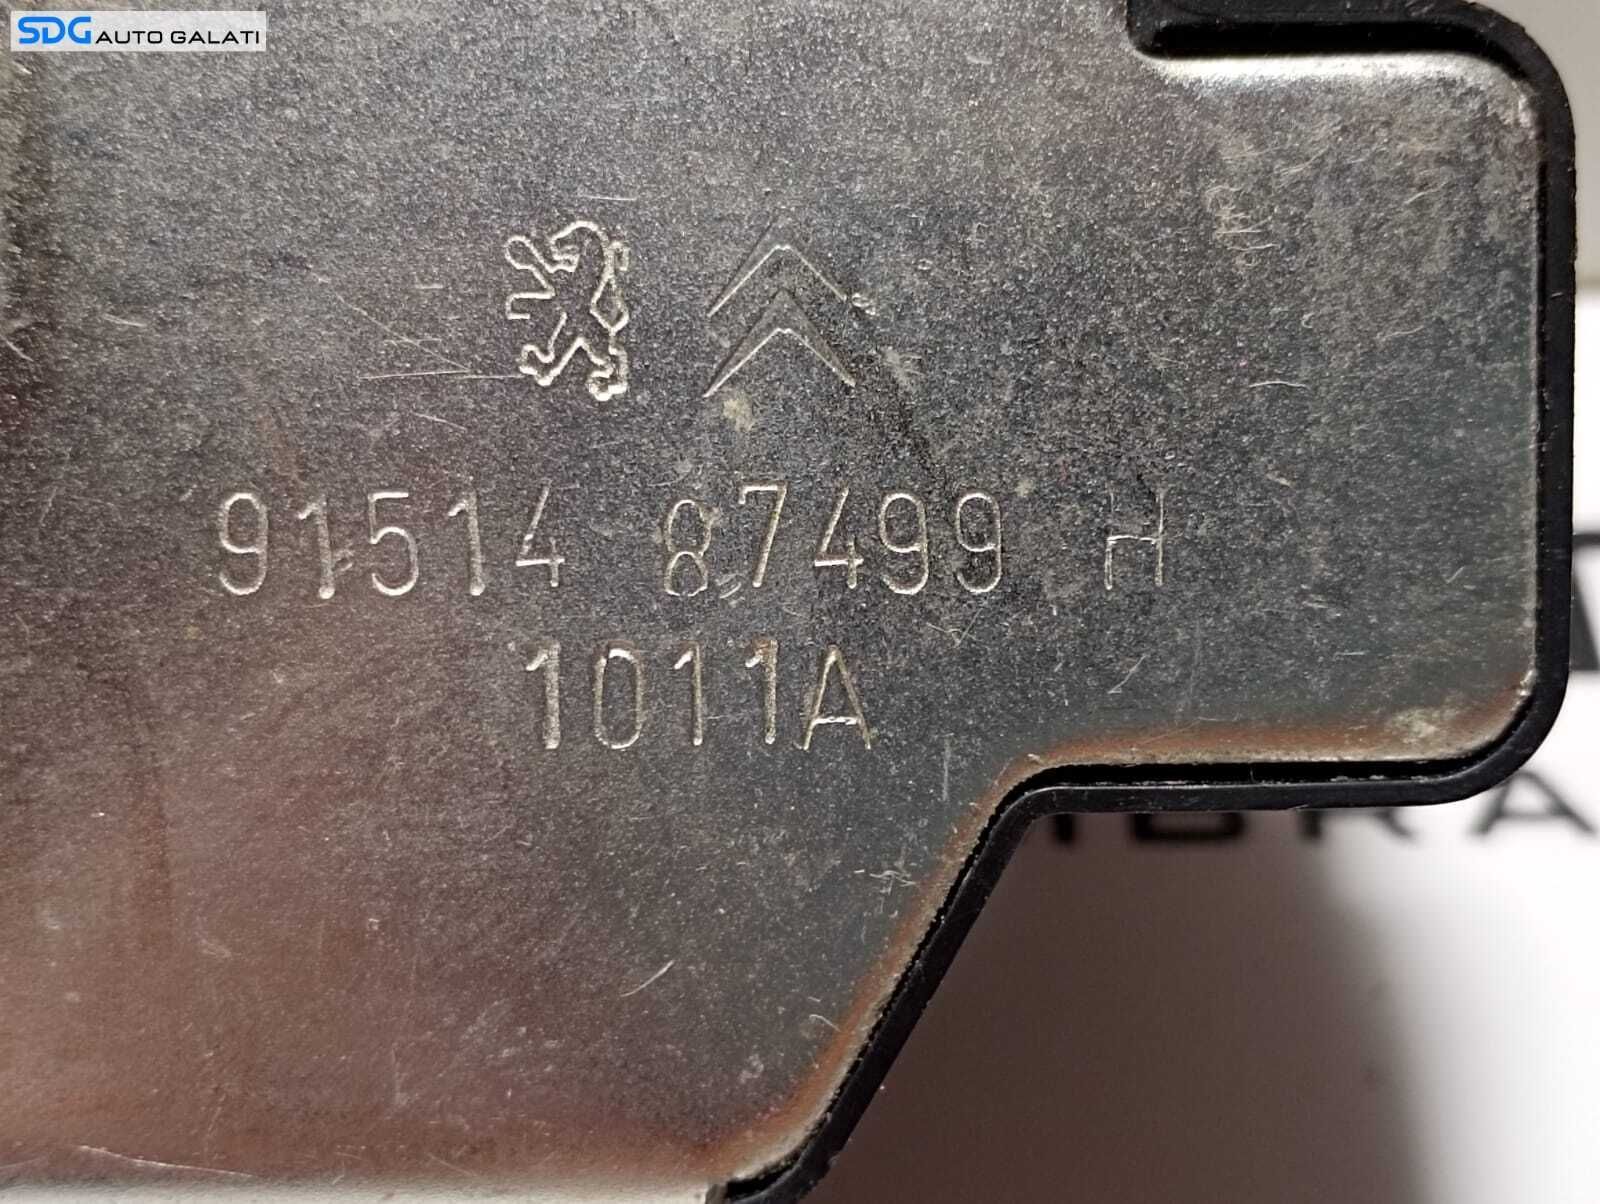 SDG AUTO GALATI
91514 87499 H
1011A